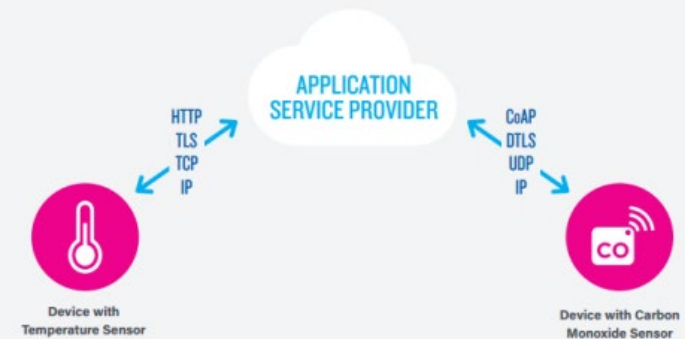 APPLICATION
SERVICE PROVIDER
HTTP
TLS
TCP
IP
CoAP
DTLS
UDP
IP
CO
Device with
Temperature Sensor
Device with Carbon
Monoxide Sensor